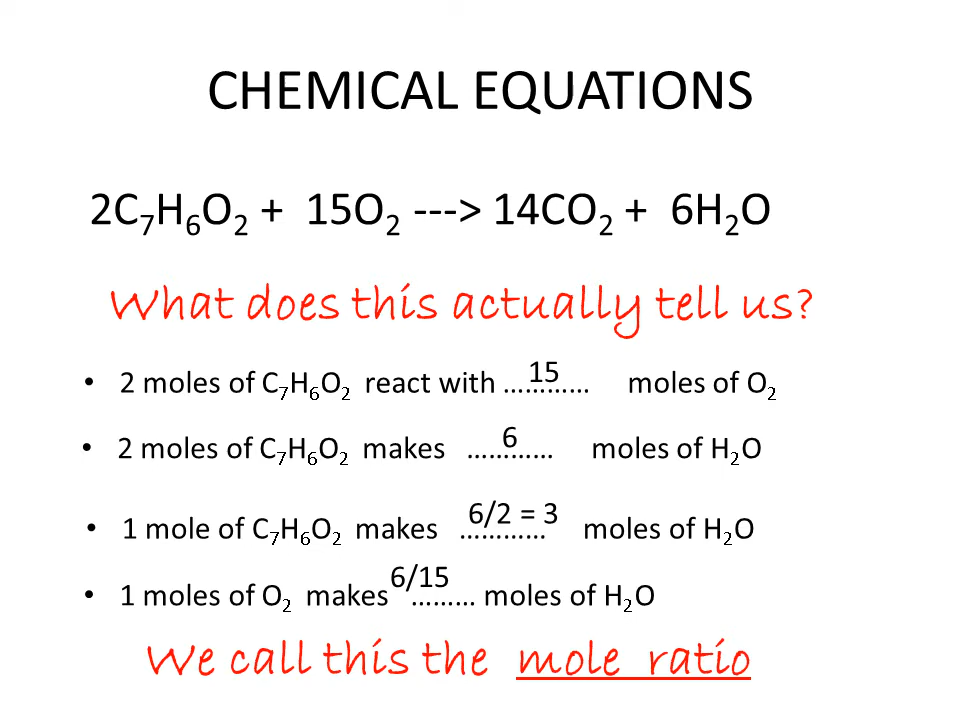 CHEMICAL EQUATIONS
2C₇H₆O₂ + 15O₂ ---> 14CO₂ + 6H₂O
What does this actually tell us?
• 2 moles of C₇H₆O₂ react with …15……… moles of O₂
• 2 moles of C₇H₆O₂ makes …6……… moles of H₂O
• 1 mole of C₇H₆O₂ makes 6/2 = 3 ………… moles of H₂O
• 1 moles of O₂ makes 6/15 ……… moles of H₂O
We call this the mole ratio